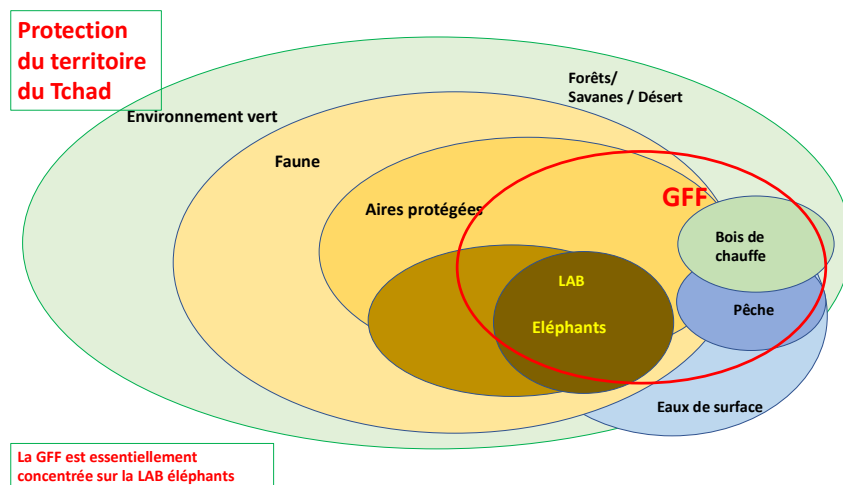 Protection
du territoire
du Tchad
Forêts/
Savanes / Désert
Environnement vert
Faune
GFF
Aires protégées
Bois de
chauffe
LAB
Eléphants
Pêche
Eaux de surface
La GFF est essentiellement
concentrée sur la LAB éléphants